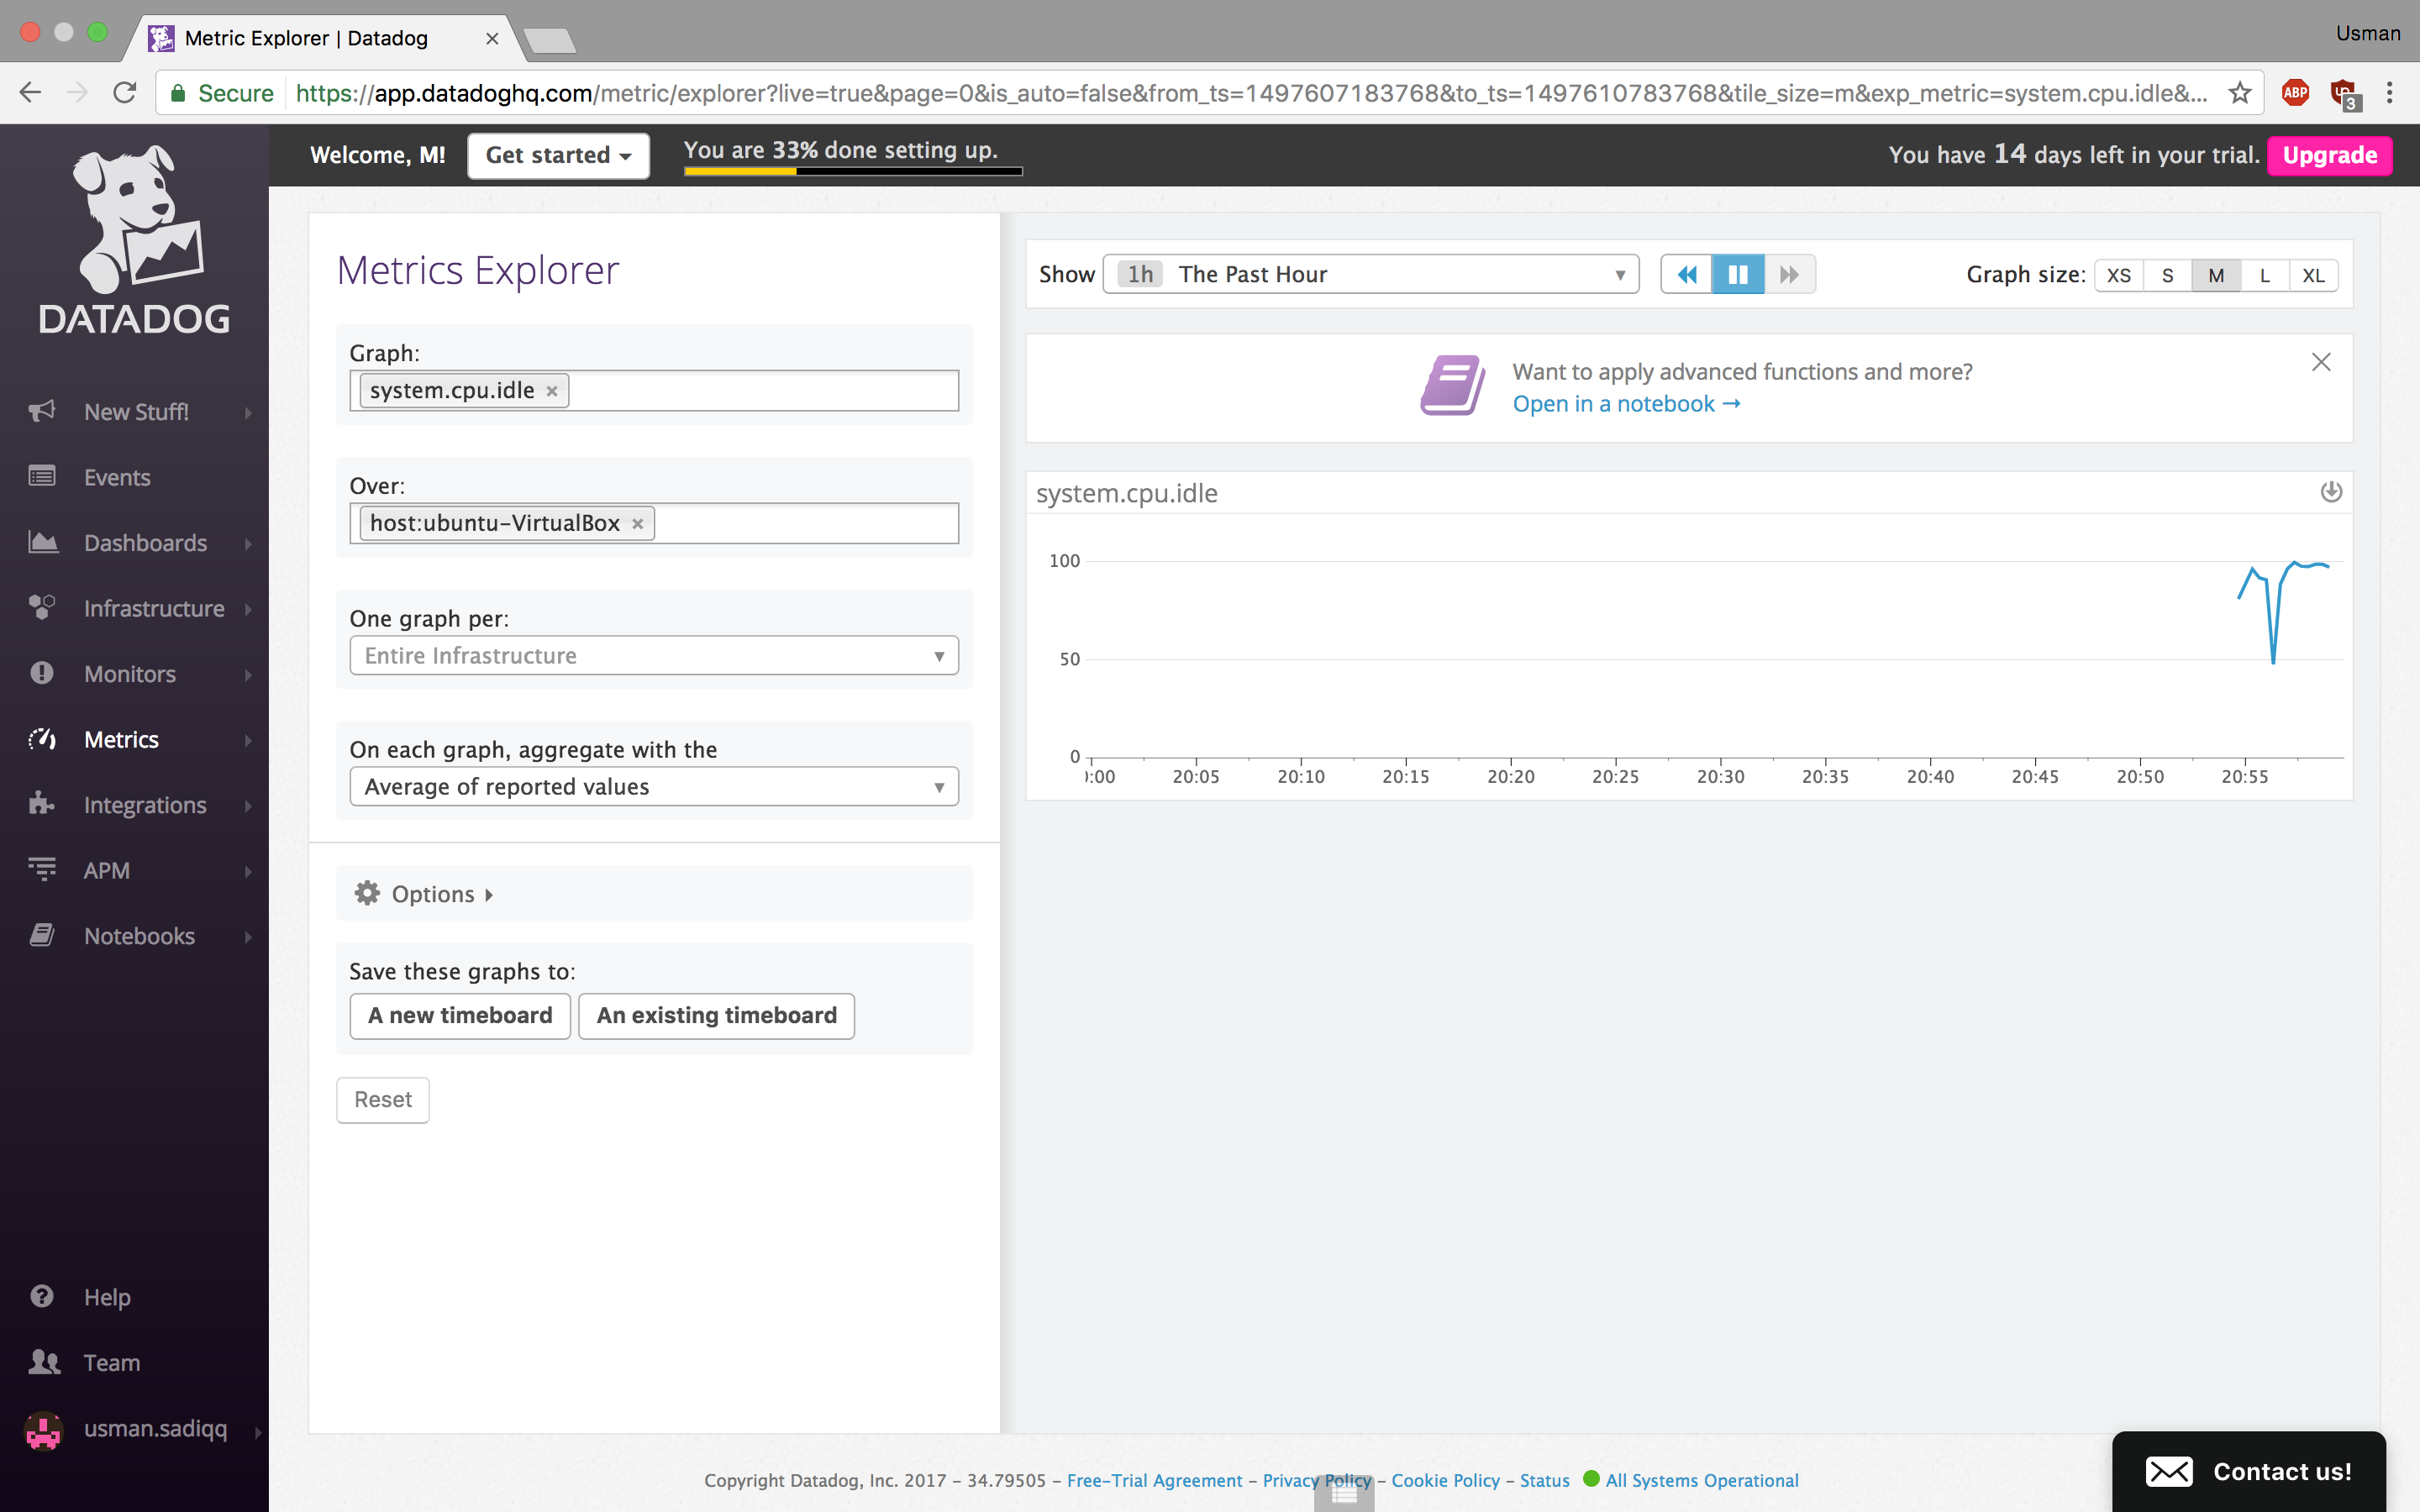 Metric Explorer | Datadog
Usman
Secure https://app.datadoghq.com/metric/explorer?live=true&page=0&is_auto=false&from_ts=1497607183768&to_ts=1497610783768&tile_size=m&exp_metric=system.cpu.idle&...
ABP
3
DATADOG
Welcome, M!
Get started
You are 33% done setting up.
You have 14 days left in your trial.
Upgrade
New Stuff!
Events
Dashboards
Infrastructure
Monitors
Metrics
Integrations
APM
Notebooks
Help
Team
usman.sadiqq
Metrics Explorer
Graph:
system.cpu.idle ×
Over:
host:ubuntu-VirtualBox ×
One graph per:
Entire Infrastructure
On each graph, aggregate with the
Average of reported values
Options
Save these graphs to:
A new timeboard
An existing timeboard
Reset
Show 1h The Past Hour
Graph size: XS S M L XL
Want to apply advanced functions and more?
Open in a notebook →
system.cpu.idle
100
50
0
:00 20:05 20:10 20:15 20:20 20:25 20:30 20:35 20:40 20:45 20:50 20:55
Copyright Datadog, Inc. 2017 - 34.79505 - Free-Trial Agreement - Privacy Policy - Cookie Policy - Status All Systems Operational
Contact us!